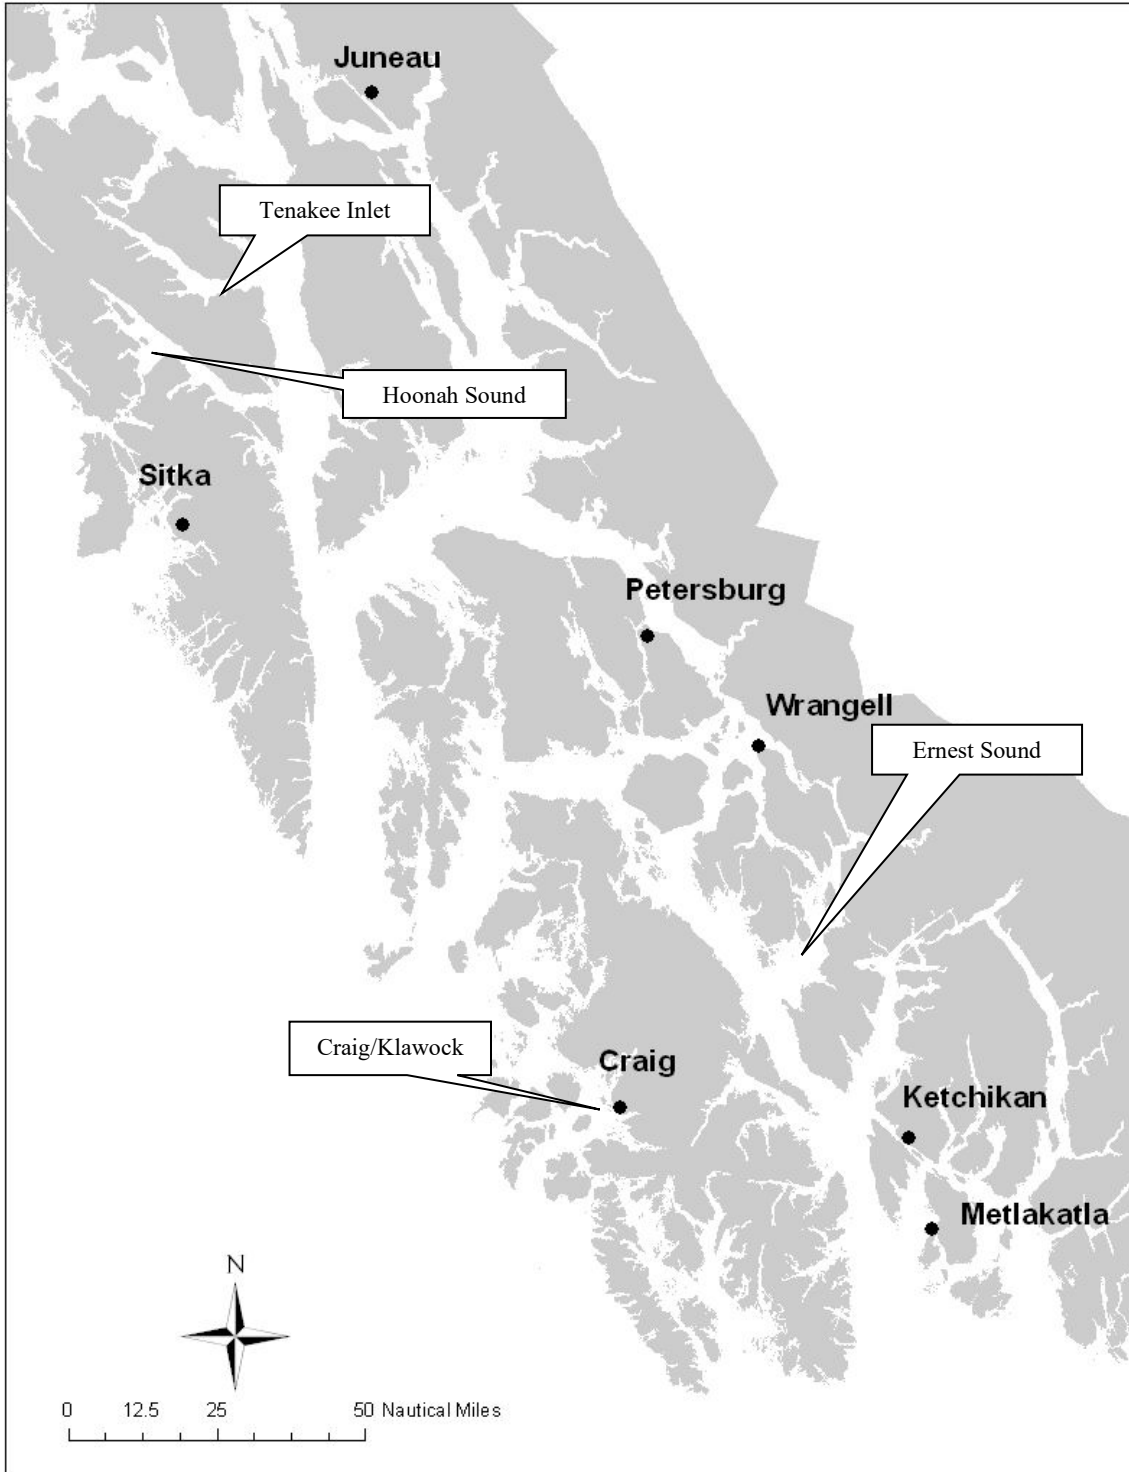 Juneau
Tenakee Inlet
Hoonah Sound
Sitka
Petersburg
Wrangell
Ernest Sound
Craig/Klawock
Craig
Ketchikan
Metlakatla
N
0 12.5 25 50 Nautical Miles